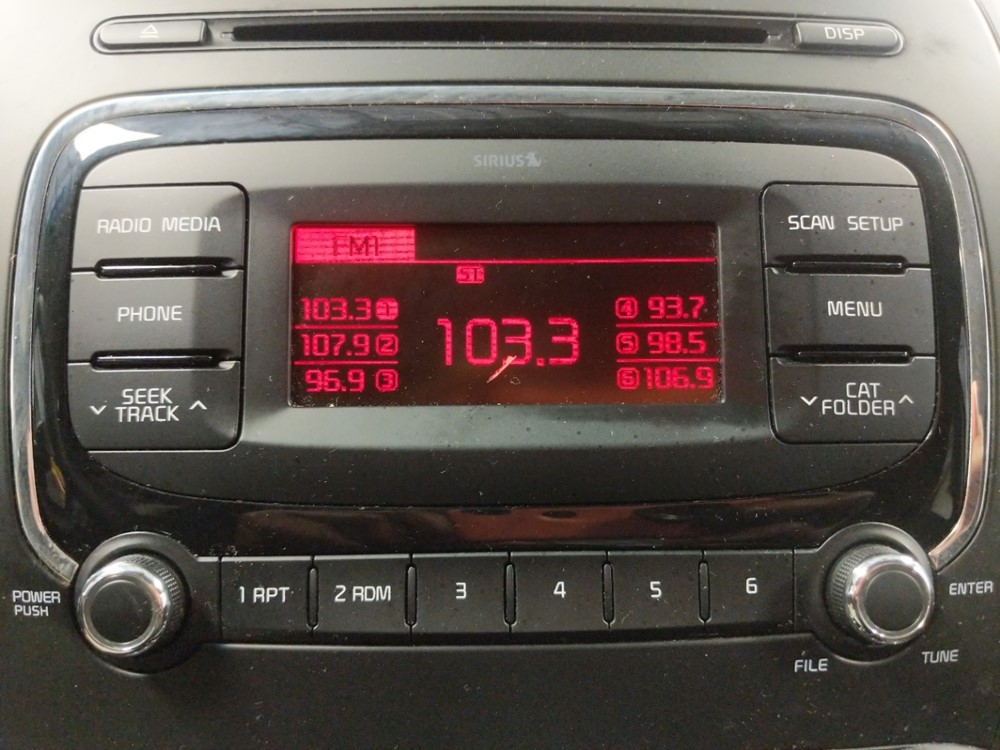 DISP
SIRIUS
RADIO MEDIA
PHONE
SEEK
TRACK
FM1
ST
103.3 1
107.9 2
96.9 3
103.3
4 93.7
5 98.5
6 106.9
SCAN SETUP
MENU
CAT
FOLDER
POWER
PUSH
1 RPT
2 RDM
3
4
5
6
ENTER
TUNE
FILE